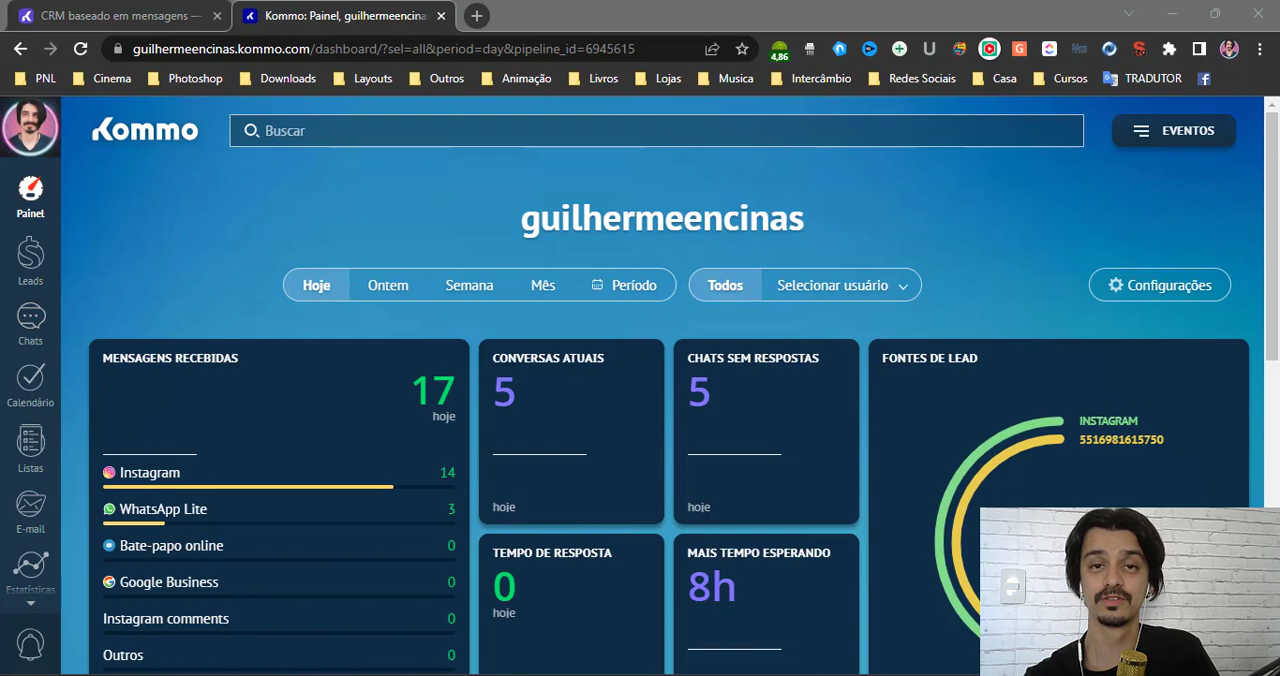 CRM baseado em mensagens —
Kommo: Painel, guilhermeencinas
guilhermeencinas.kommo.com/dashboard/?sel=all&period=day&pipeline_id=6945615
4,86
PNL
Cinema
Photoshop
Downloads
Layouts
Outros
Animação
Livros
Lojas
Musica
Intercâmbio
Redes Sociais
Casa
Cursos
TRADUTOR
Kommo
Buscar
EVENTOS
Painel
Leads
Chats
Calendário
Listas
E-mail
Estatísticas
guilhermeencinas
Hoje
Ontem
Semana
Mês
Período
Todos
Selecionar usuário
Configurações
MENSAGENS RECEBIDAS
17
hoje
Instagram 14
WhatsApp Lite 3
Bate-papo online 0
Google Business 0
Instagram comments 0
Outros 0
CONVERSAS ATUAIS
5
hoje
CHATS SEM RESPOSTAS
5
hoje
TEMPO DE RESPOSTA
0
hoje
MAIS TEMPO ESPERANDO
8h
FONTES DE LEAD
INSTAGRAM
5516981615750